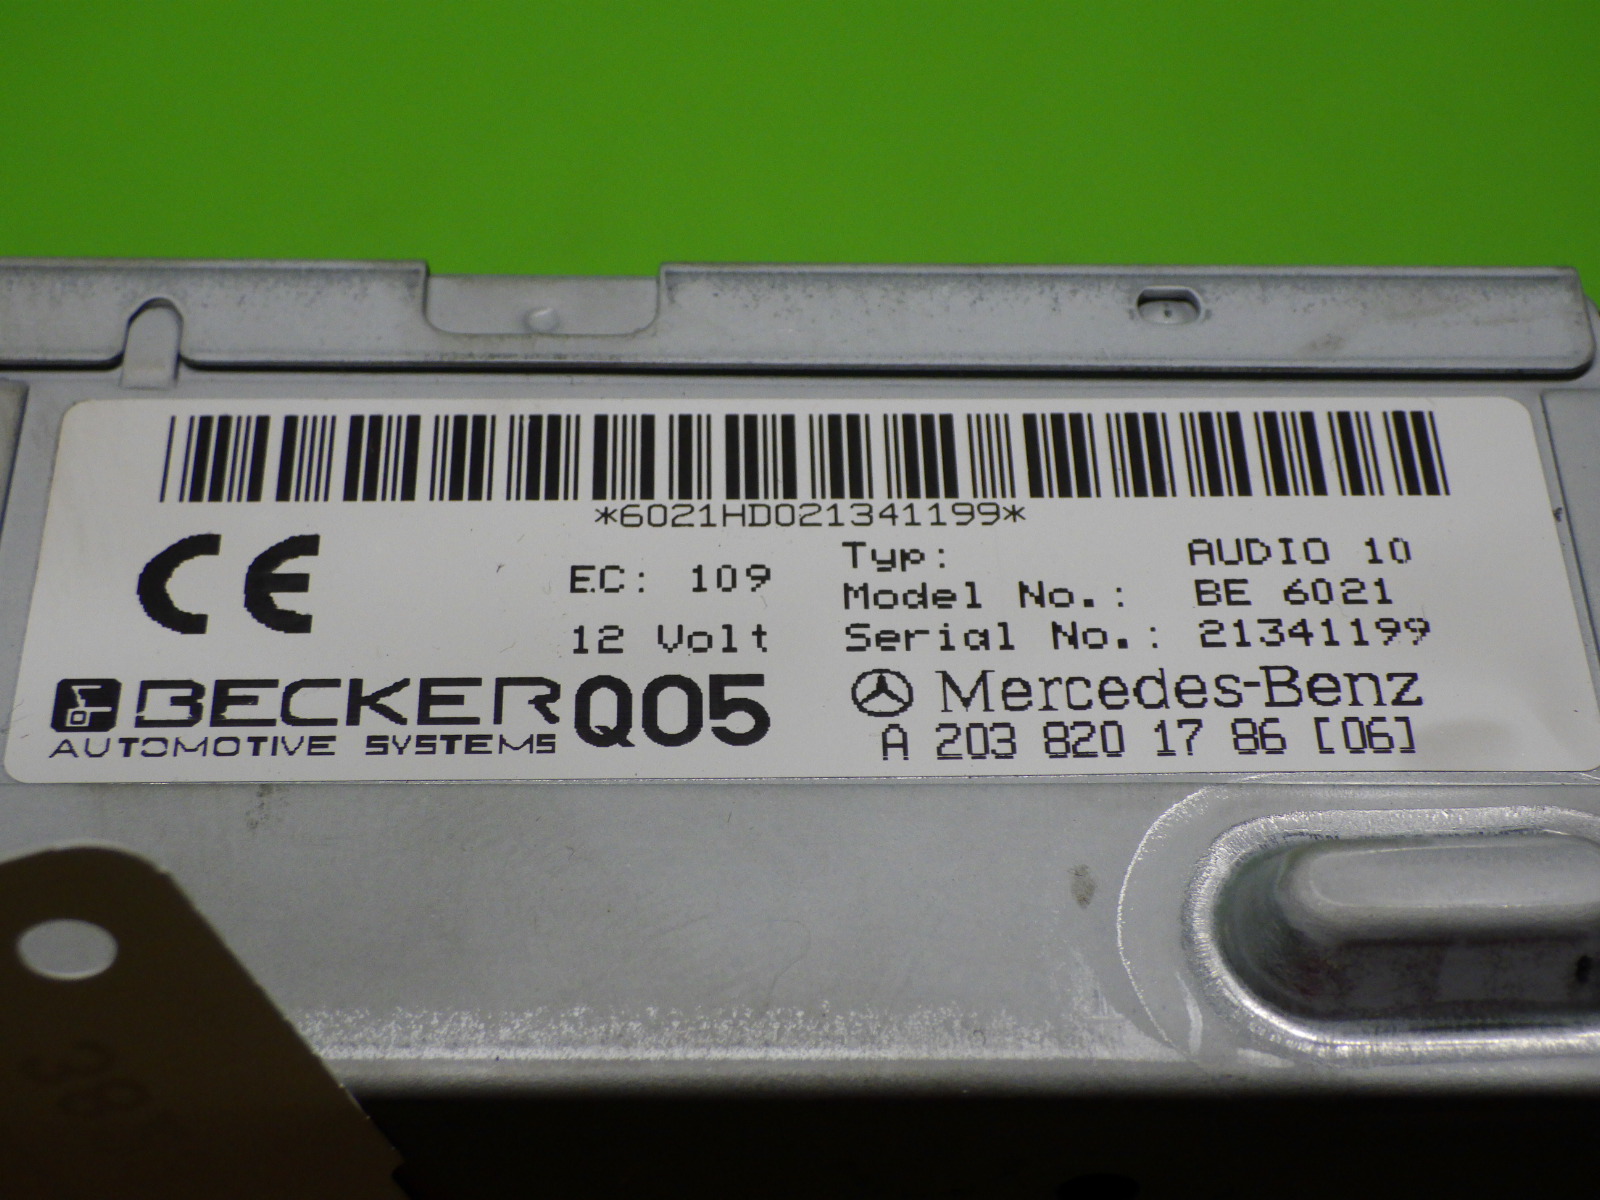 *6021HD021341199*
CE
EC: 109
12 Volt
Typ: AUDIO 10
Model No.: BE 6021
Serial No.: 21341199
BECKER
AUTOMOTIVE SYSTEMS
Q05
Mercedes-Benz
A 203 820 17 86 [06]